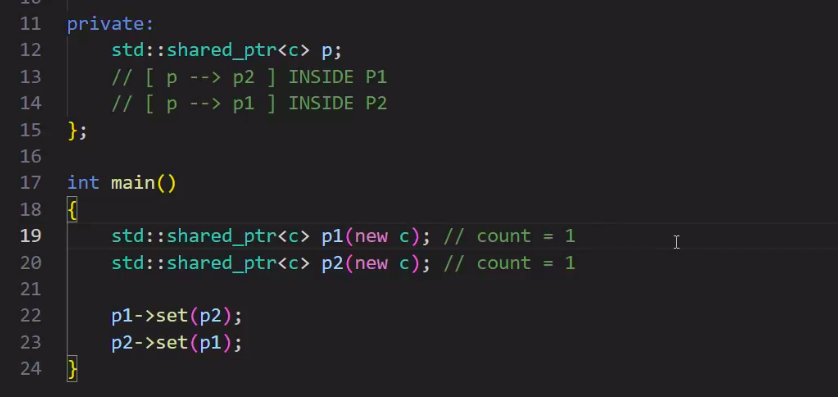 11 private:
12     std::shared_ptr<c> p;
13     // [ p --> p2 ] INSIDE P1
14     // [ p --> p1 ] INSIDE P2
15 };
16
17 int main()
18 {
19     std::shared_ptr<c> p1(new c); // count = 1
20     std::shared_ptr<c> p2(new c); // count = 1
21
22     p1->set(p2);
23     p2->set(p1);
24 }